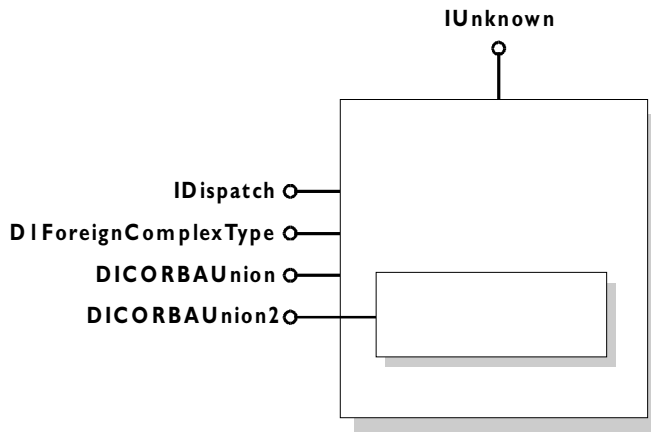 IUnknown
IDispatch
DIForeignComplexType
DICORBAUnion
DICORBAUnion2